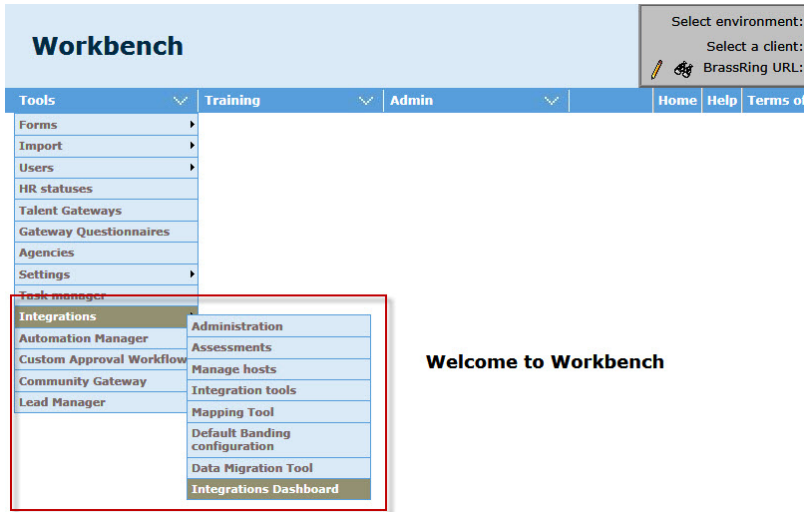 Select environment:
Workbench
Select a client:
BrassRing URL:
Tools Training Admin Home Help Terms of
Forms
Import
Users
HR statuses
Talent Gateways
Gateway Questionnaires
Agencies
Settings
Task manager
Integrations
Automation Manager
Custom Approval Workflow
Community Gateway
Lead Manager
Administration
Assessments
Manage hosts
Integration tools
Mapping Tool
Default Banding
configuration
Data Migration Tool
Integrations Dashboard
Welcome to Workbench